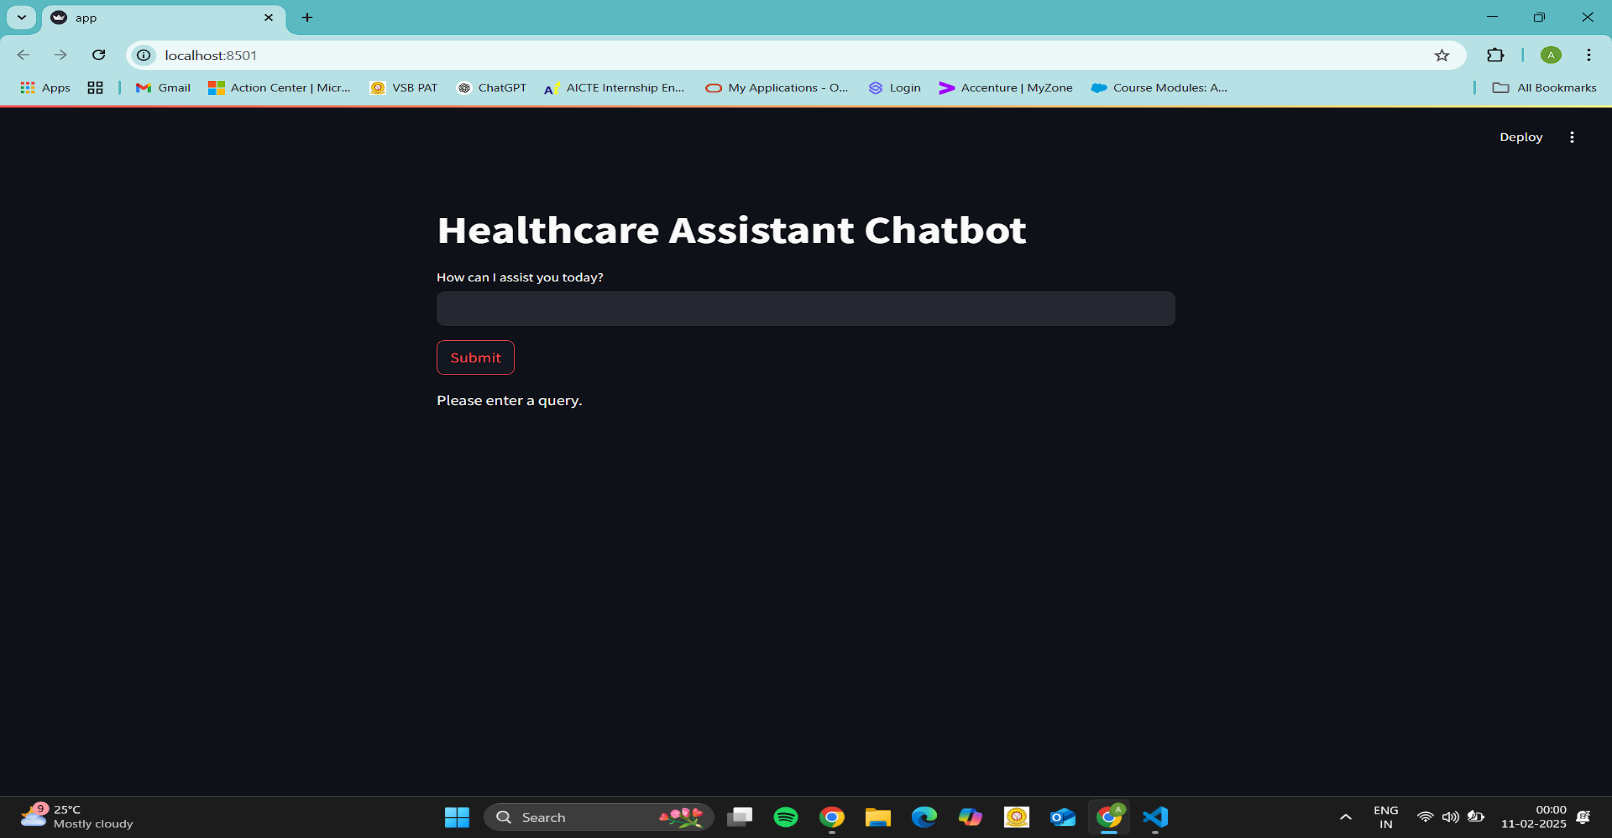 app
localhost:8501
Apps
Gmail
Action Center | Micr...
VSB PAT
ChatGPT
AICTE Internship En...
My Applications - O...
Login
Accenture | MyZone
Course Modules: A...
All Bookmarks
A
Deploy
Healthcare Assistant Chatbot
How can I assist you today?
Submit
Please enter a query.
9
25°C
Mostly cloudy
Search
A
ENG
IN
00:00
11-02-2025